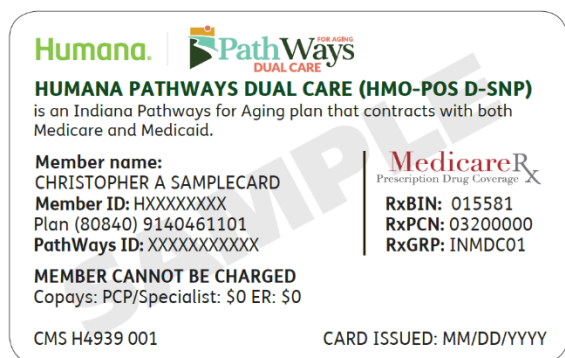 Humana.
FOR AGING
PathWays
DUAL CARE
HUMANA PATHWAYS DUAL CARE (HMO-POS D-SNP)
is an Indiana Pathways for Aging plan that contracts with both
Medicare and Medicaid.
SAMPLE
Member name:
CHRISTOPHER A SAMPLECARD
Member ID: HXXXXXXXX
Plan (80840) 9140461101
PathWays ID: XXXXXXXXXXX
MedicareRx
Prescription Drug Coverage
RxBIN: 015581
RxPCN: 03200000
RxGRP: INMDC01
MEMBER CANNOT BE CHARGED
Copays: PCP/Specialist: $0 ER: $0
CMS H4939 001
CARD ISSUED: MM/DD/YYYY